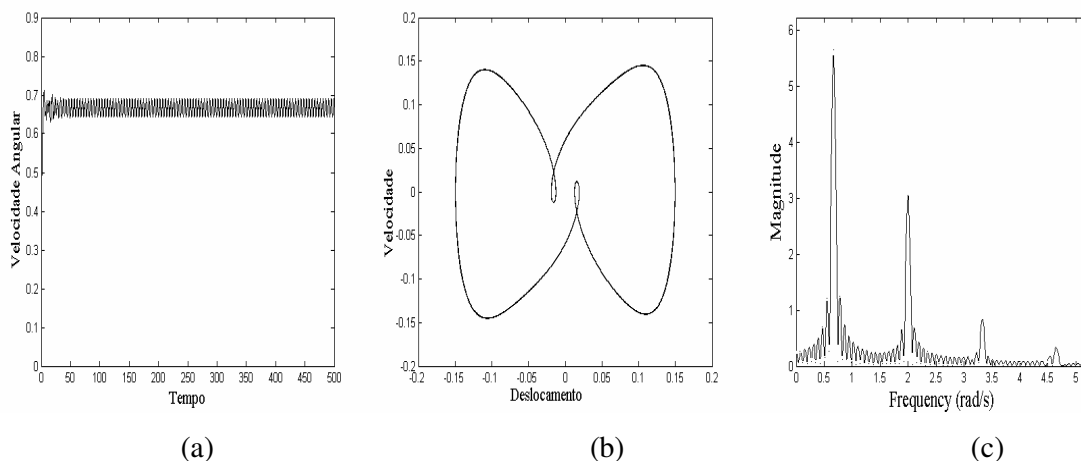 0.9
0.8
0.7
0.6
0.5
0.4
0.3
0.2
0.1
0
Velocidade Angular
0 50 100 150 200 250 300 350 400 450 500
Tempo
(a)
0.2
0.15
0.1
0.05
0
-0.05
-0.1
-0.15
-0.2
Velocidade
-0.2 -0.15 -0.1 -0.05 0 0.05 0.1 0.15 0.2
Deslocamento
(b)
6
5
4
3
2
1
0
Magnitude
0 0.5 1 1.5 2 2.5 3 3.5 4 4.5 5
Frequency (rad/s)
(c)